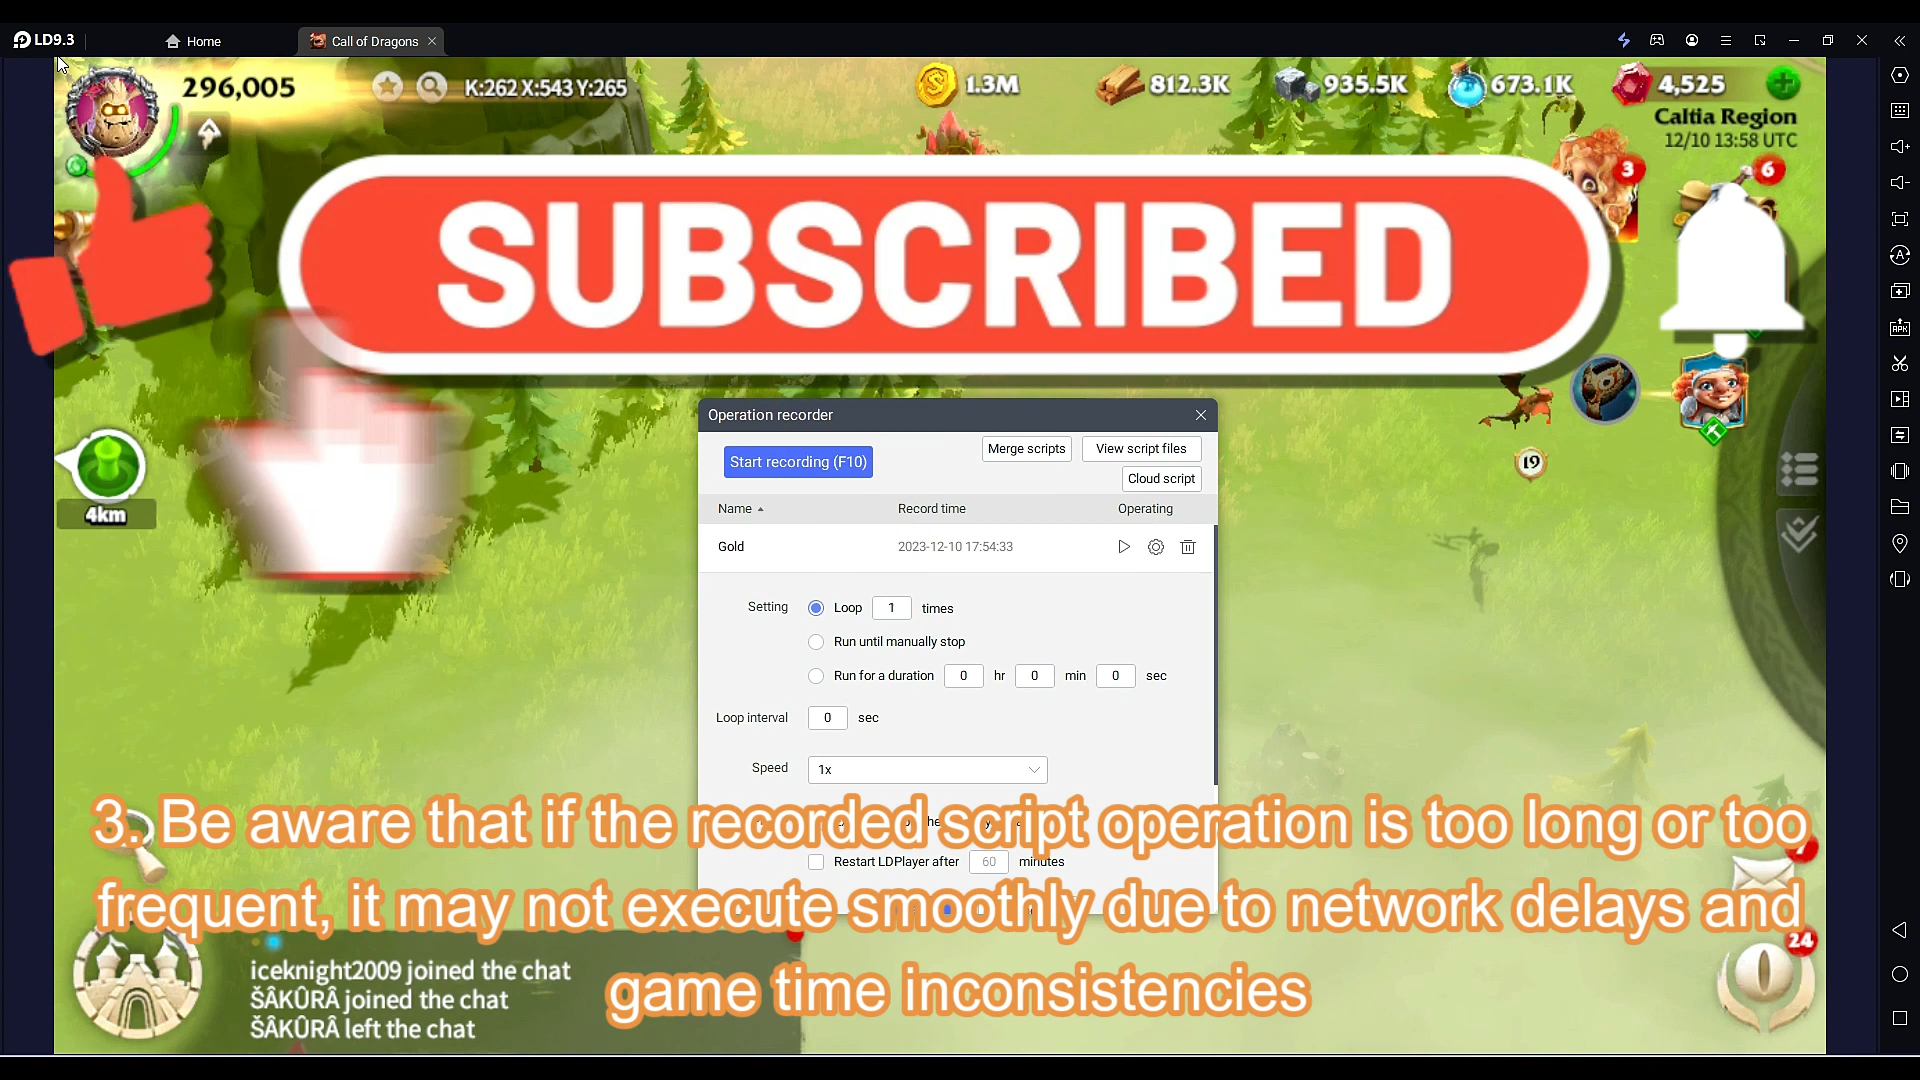 LD9.3
Home
Call of Dragons
296,005
K:262 X:543 Y:265
1.3M
812.3K
935.5K
673.1K
4,525
Caltia Region
12/10 13:58 UTC
3
6
SUBSCRIBED
APK
4km
19
Operation recorder
Start recording (F10)
Merge scripts
View script files
Cloud script
Name
Record time
Operating
Gold
2023-12-10 17:54:33
Setting
Loop 1 times
Run until manually stop
Run for a duration 0 hr 0 min 0 sec
Loop interval 0 sec
Speed 1x
Restart LDPlayer after 60 minutes
3. Be aware that if the recorded script operation is too long or too
frequent, it may not execute smoothly due to network delays and
game time inconsistencies
24
iceknight2009 joined the chat
ŠÂKÛRÂ joined the chat
ŠÂKÛRÂ left the chat